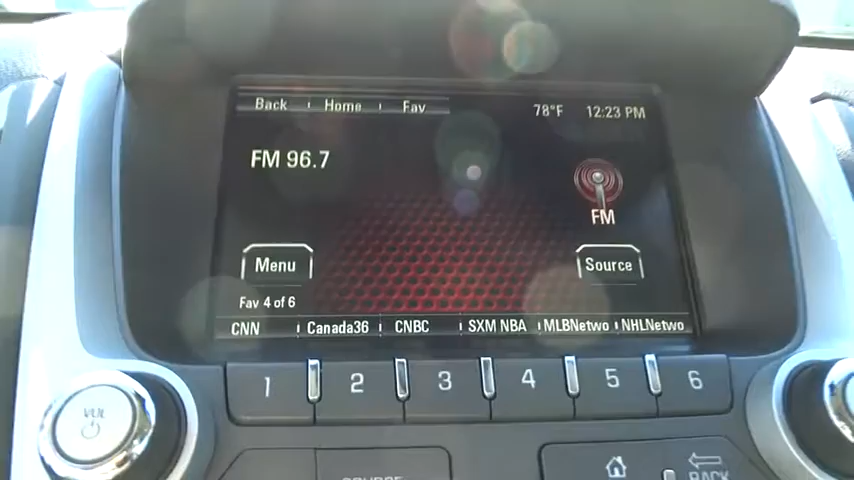 Back Home Fav 78°F 12:23 PM
FM 96.7
FM
Menu Source
Fav 4 of 6
CNN Canada36 CNBC SXM NBA MLBNetwo NHLNetwo
1 2 3 4 5 6
VOL
SOURCE BACK